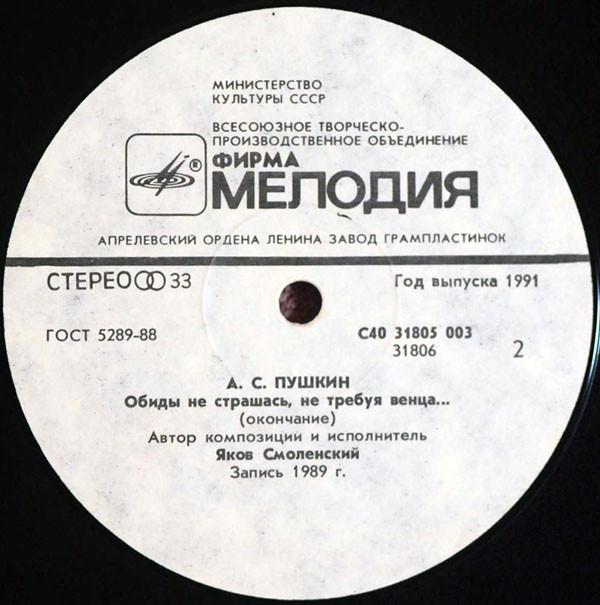 МИНИСТЕРСТВО
КУЛЬТУРЫ СССР
ВСЕСОЮЗНОЕ ТВОРЧЕСКО-
ПРОИЗВОДСТВЕННОЕ ОБЪЕДИНЕНИЕ
®
ФИРМА
МЕЛОДИЯ
АПРЕЛЕВСКИЙ ОРДЕНА ЛЕНИНА ЗАВОД ГРАМПЛАСТИНОК
СТЕРЕО 33
Год выпуска 1991
ГОСТ 5289-88
С40 31805 003
31806
2
А. С. ПУШКИН
Обиды не страшась, не требуя венца...
(окончание)
Автор композиции и исполнитель
Яков Смоленский
Запись 1989 г.